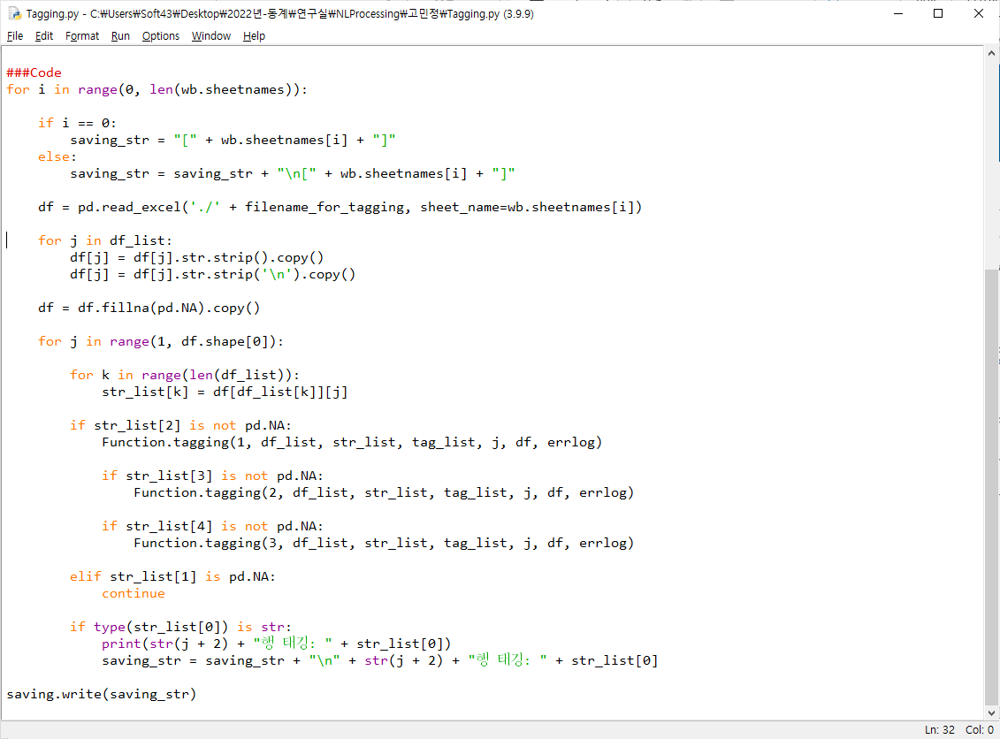 Tagging.py - C:₩Users₩Soft43₩Desktop₩2022년-동계₩연구실₩NLProcessing₩고민정₩Tagging.py (3.9.9)
File Edit Format Run Options Window Help
###Code
for i in range(0, len(wb.sheetnames)):
    if i == 0:
        saving_str = "[" + wb.sheetnames[i] + "]"
    else:
        saving_str = saving_str + "\n[" + wb.sheetnames[i] + "]"
    df = pd.read_excel('./' + filename_for_tagging, sheet_name=wb.sheetnames[i])
    for j in df_list:
        df[j] = df[j].str.strip().copy()
        df[j] = df[j].str.strip('\n').copy()
    df = df.fillna(pd.NA).copy()
    for j in range(1, df.shape[0]):
        for k in range(len(df_list)):
            str_list[k] = df[df_list[k]][j]
        if str_list[2] is not pd.NA:
            Function.tagging(1, df_list, str_list, tag_list, j, df, errlog)
            if str_list[3] is not pd.NA:
                Function.tagging(2, df_list, str_list, tag_list, j, df, errlog)
            if str_list[4] is not pd.NA:
                Function.tagging(3, df_list, str_list, tag_list, j, df, errlog)
        elif str_list[1] is pd.NA:
            continue
        if type(str_list[0]) is str:
            print(str(j + 2) + "행 태깅: " + str_list[0])
            saving_str = saving_str + "\n" + str(j + 2) + "행 태깅: " + str_list[0]
saving.write(saving_str)
Ln: 32 Col: 0